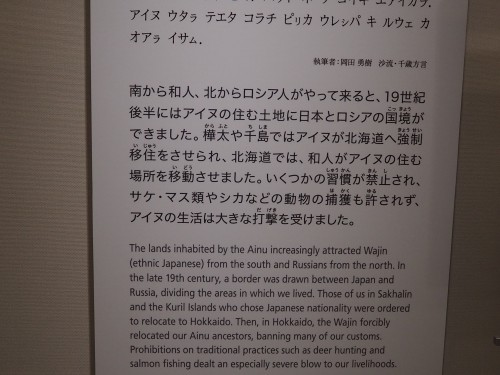 アイヌ ウタㇻ テエタ コラチ ピㇼカ ウレㇱパ キ ルウェ カ
オアㇻ イサㇺ.
執筆者：岡田 勇樹　沙流・千歳方言
南から和人、北からロシア人がやって来ると、19世紀
後半にはアイヌの住む土地に日本とロシアの国境が
できました。樺太や千島ではアイヌが北海道へ強制
移住をさせられ、北海道では、和人がアイヌの住む
場所を移動させました。いくつかの習慣が禁止され、
サケ・マス類やシカなどの動物の捕獲も許されず、
アイヌの生活は大きな打撃を受けました。
The lands inhabited by the Ainu increasingly attracted Wajin
(ethnic Japanese) from the south and Russians from the north. In
the late 19th century, a border was drawn between Japan and
Russia, dividing the areas in which we lived. Those of us in Sakhalin
and the Kuril Islands who chose Japanese nationality were ordered
to relocate to Hokkaido. Then, in Hokkaido, the Wajin forcibly
relocated our Ainu ancestors, banning many of our customs.
Prohibitions on traditional practices such as deer hunting and
salmon fishing dealt an especially severe blow to our livelihoods.